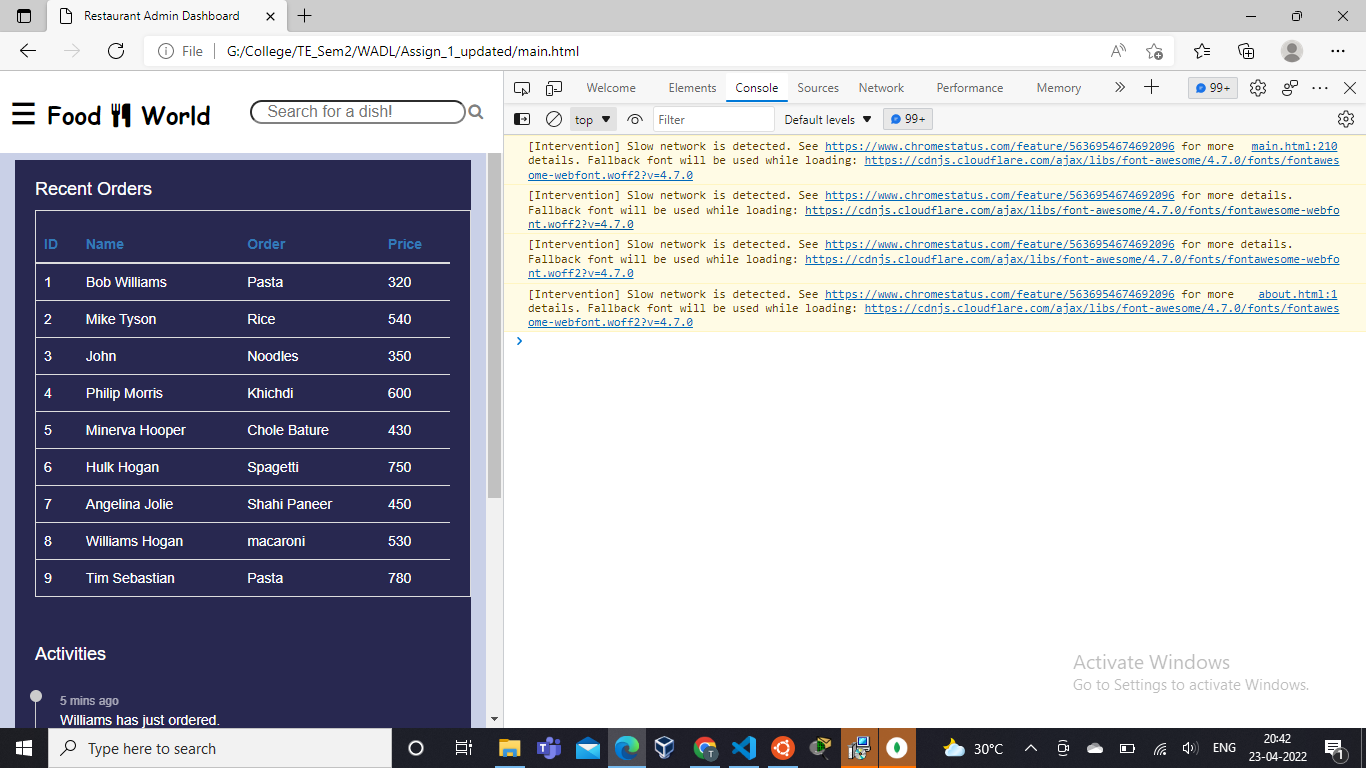 Restaurant Admin Dashboard
File | G:/College/TE_Sem2/WADL/Assign_1_updated/main.html
Food World
Search for a dish!
Recent Orders
ID Name Order Price
1 Bob Williams Pasta 320
2 Mike Tyson Rice 540
3 John Noodles 350
4 Philip Morris Khichdi 600
5 Minerva Hooper Chole Bature 430
6 Hulk Hogan Spagetti 750
7 Angelina Jolie Shahi Paneer 450
8 Williams Hogan macaroni 530
9 Tim Sebastian Pasta 780
Activities
5 mins ago
Williams has just ordered.
Welcome Elements Console Sources Network Performance Memory 99+
top Filter Default levels 99+
[Intervention] Slow network is detected. See https://www.chromestatus.com/feature/5636954674692096 for more main.html:210
details. Fallback font will be used while loading: https://cdnjs.cloudflare.com/ajax/libs/font-awesome/4.7.0/fonts/fontawes
ome-webfont.woff2?v=4.7.0
[Intervention] Slow network is detected. See https://www.chromestatus.com/feature/5636954674692096 for more details.
Fallback font will be used while loading: https://cdnjs.cloudflare.com/ajax/libs/font-awesome/4.7.0/fonts/fontawesome-webfo
nt.woff2?v=4.7.0
[Intervention] Slow network is detected. See https://www.chromestatus.com/feature/5636954674692096 for more details.
Fallback font will be used while loading: https://cdnjs.cloudflare.com/ajax/libs/font-awesome/4.7.0/fonts/fontawesome-webfo
nt.woff2?v=4.7.0
[Intervention] Slow network is detected. See https://www.chromestatus.com/feature/5636954674692096 for more about.html:1
details. Fallback font will be used while loading: https://cdnjs.cloudflare.com/ajax/libs/font-awesome/4.7.0/fonts/fontawes
ome-webfont.woff2?v=4.7.0
Activate Windows
Go to Settings to activate Windows.
Type here to search
30°C
ENG
20:42
23-04-2022
1